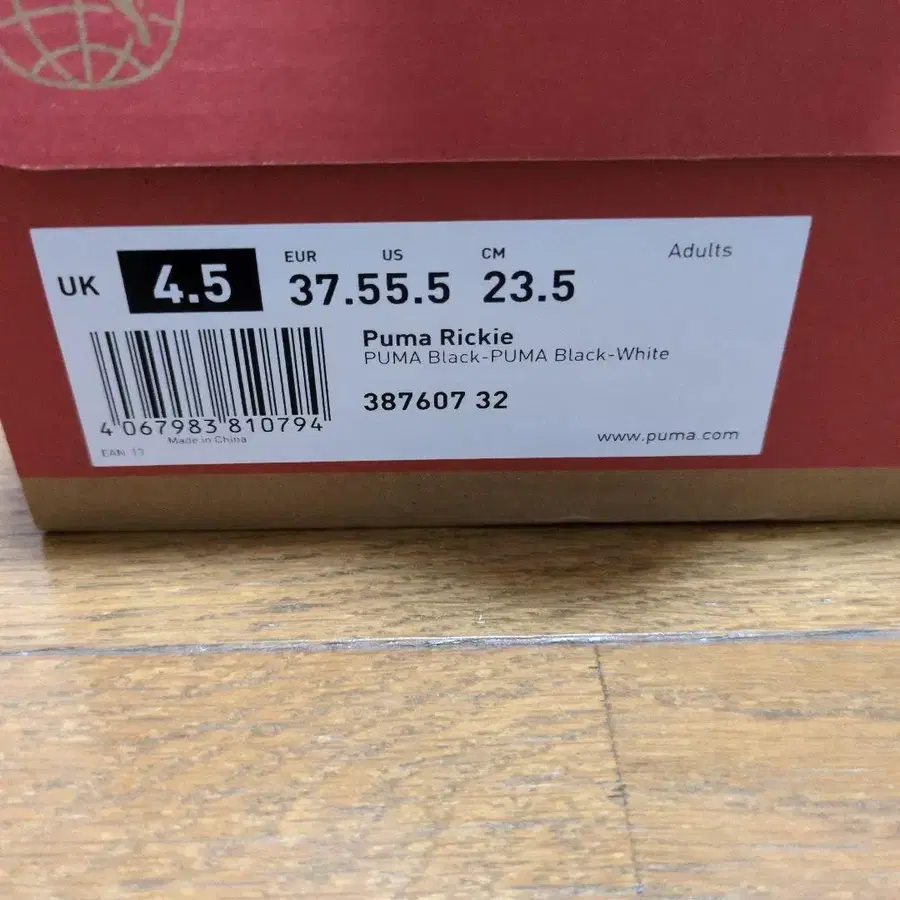 EUR US CM Adults
UK 4.5 37.5 5.5 23.5
Puma Rickie
PUMA Black-PUMA Black-White
387607 32
4 067983 810794
Made in China
EAN 13
www.puma.com